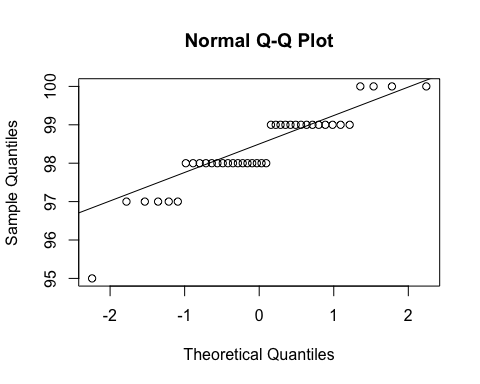 Normal Q-Q Plot
Sample Quantiles
100
99
98
97
96
95
-2 -1 0 1 2
Theoretical Quantiles